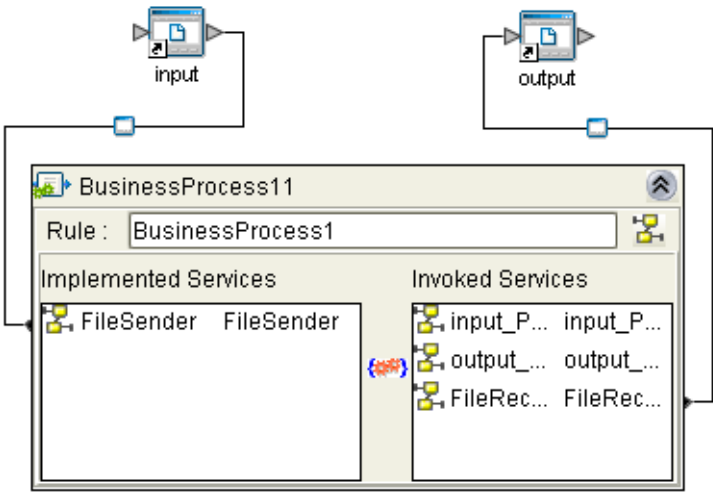 input
output
BusinessProcess11
Rule :
BusinessProcess1
Implemented Services
Invoked Services
FileSender FileSender
input_P... input_P...
output_... output_...
FileRec... FileRec...